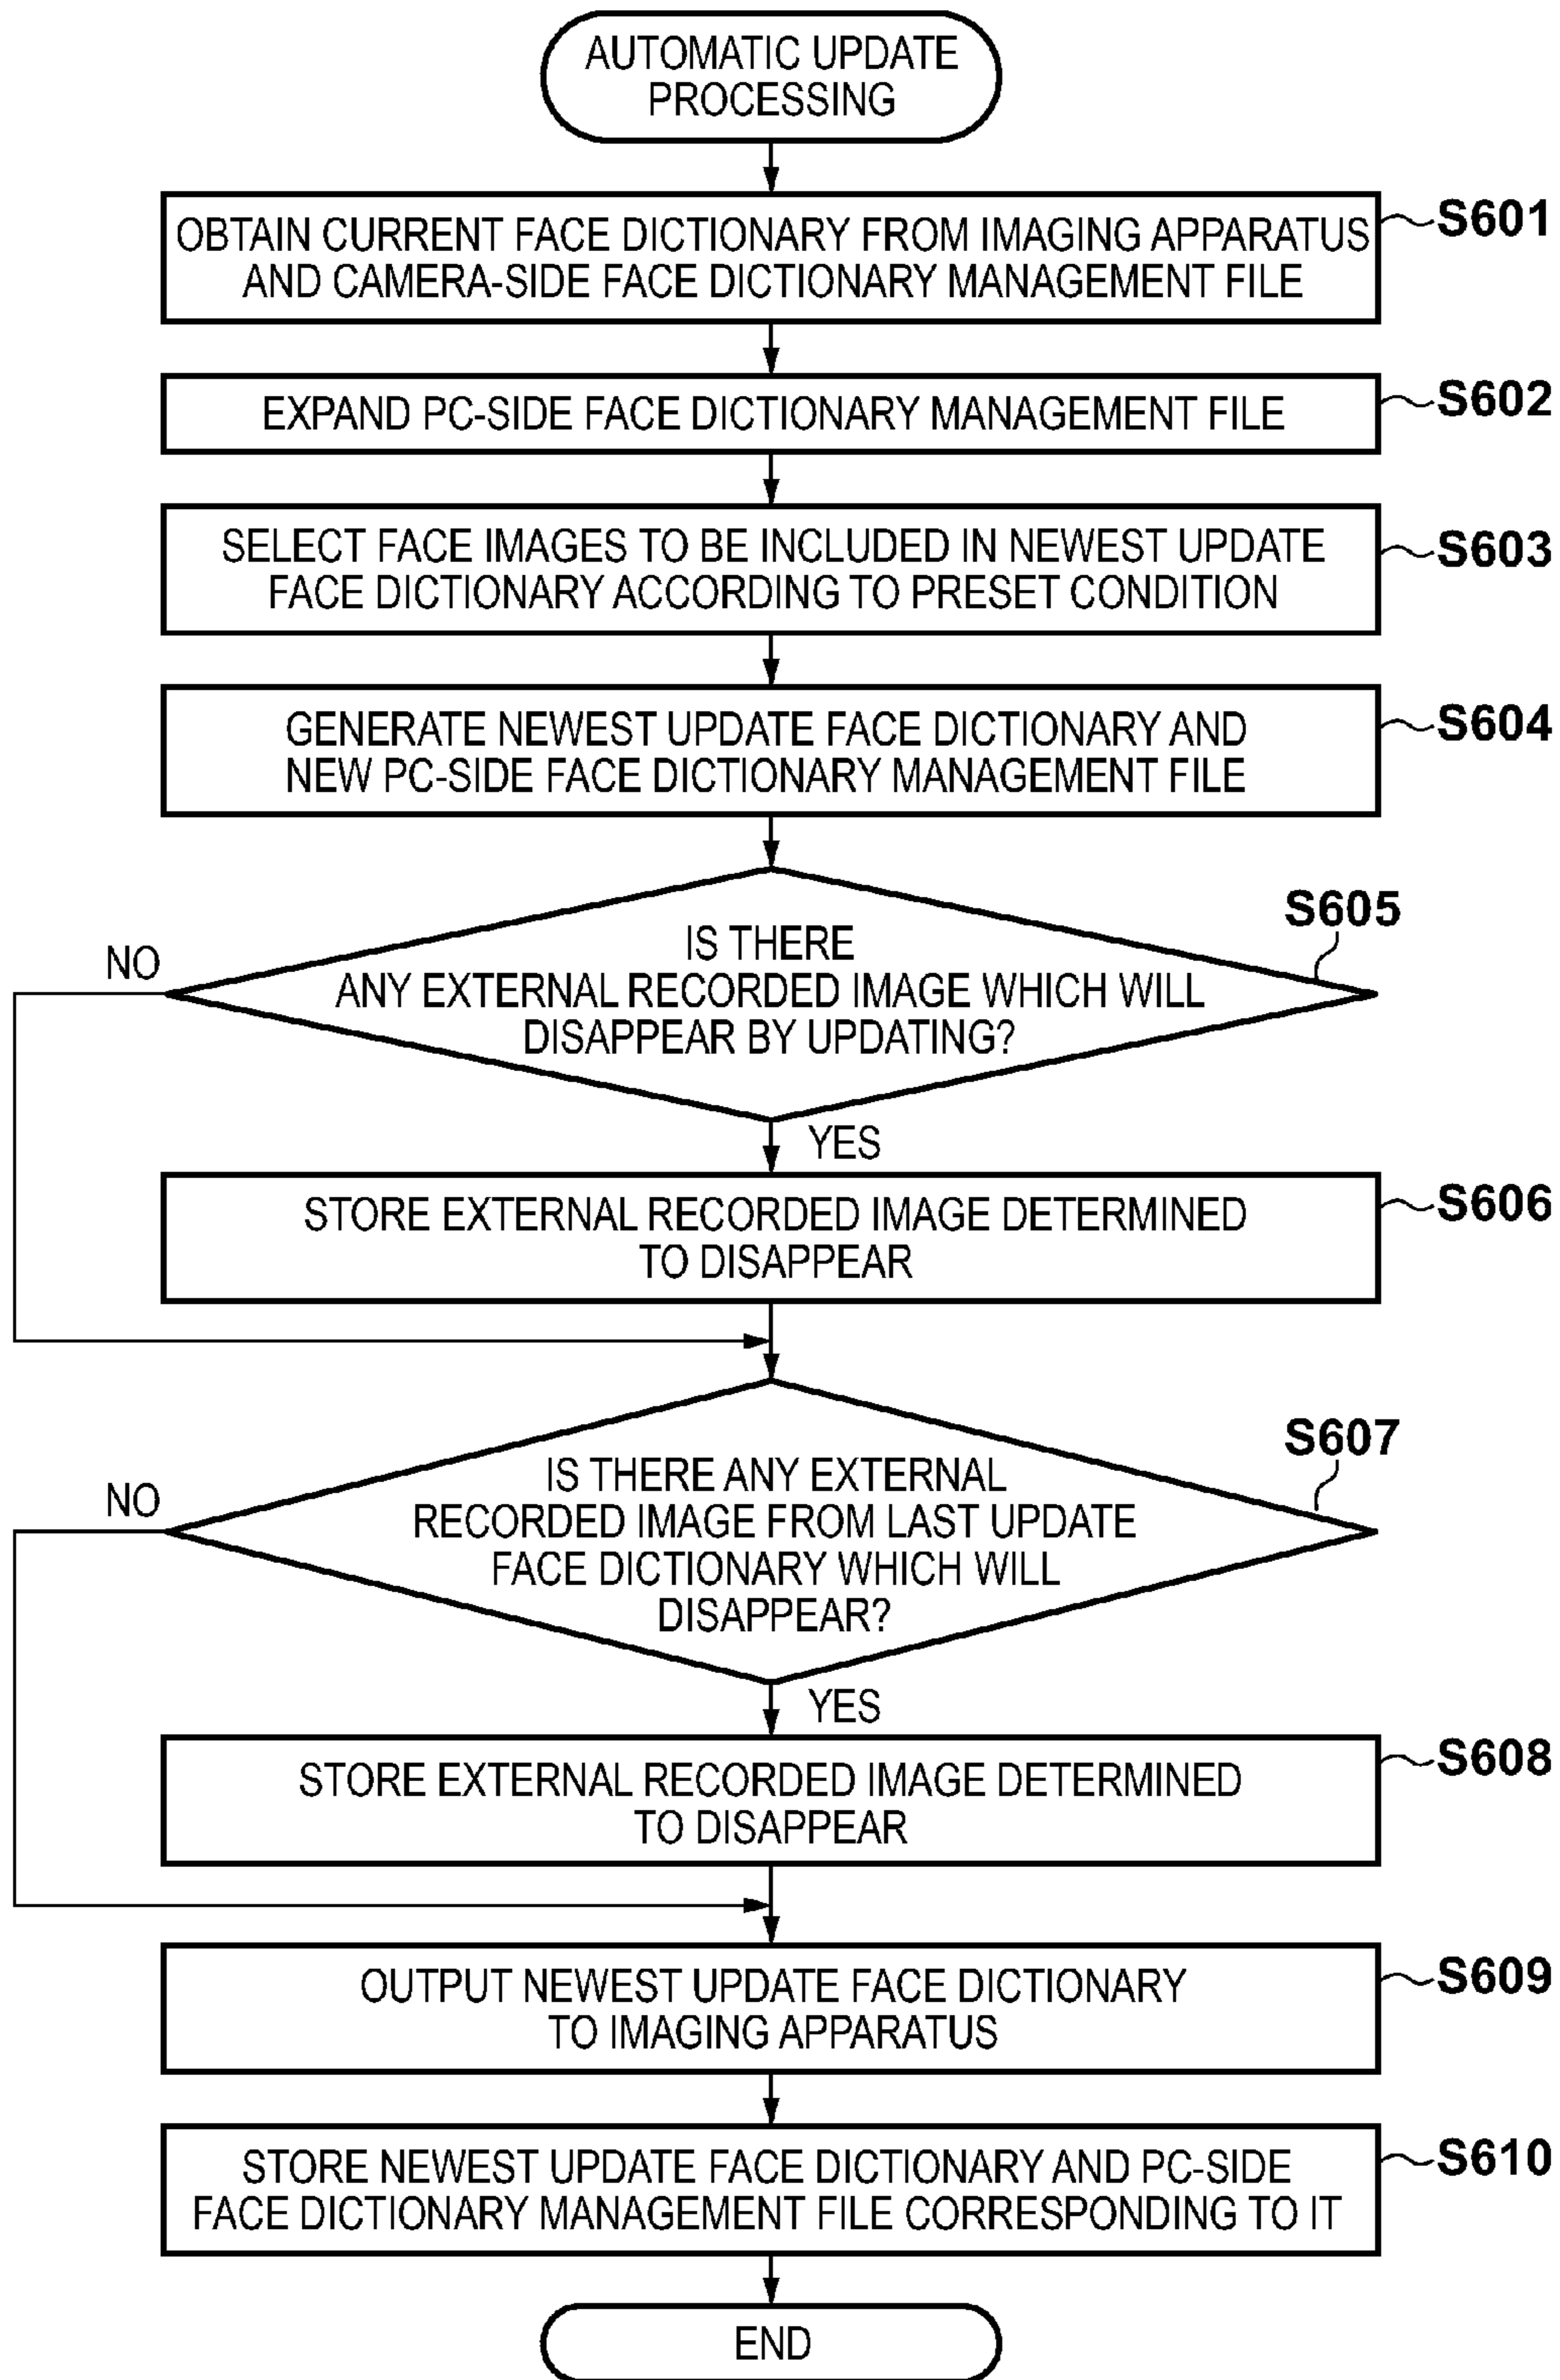 AUTOMATIC UPDATE
PROCESSING
OBTAIN CURRENT FACE DICTIONARY FROM IMAGING APPARATUS
AND CAMERA-SIDE FACE DICTIONARY MANAGEMENT FILE
S601
EXPAND PC-SIDE FACE DICTIONARY MANAGEMENT FILE
S602
SELECT FACE IMAGES TO BE INCLUDED IN NEWEST UPDATE
FACE DICTIONARY ACCORDING TO PRESET CONDITION
S603
GENERATE NEWEST UPDATE FACE DICTIONARY AND
NEW PC-SIDE FACE DICTIONARY MANAGEMENT FILE
S604
S605
NO
IS THERE
ANY EXTERNAL RECORDED IMAGE WHICH WILL
DISAPPEAR BY UPDATING?
YES
STORE EXTERNAL RECORDED IMAGE DETERMINED
TO DISAPPEAR
S606
S607
NO
IS THERE ANY EXTERNAL
RECORDED IMAGE FROM LAST UPDATE
FACE DICTIONARY WHICH WILL
DISAPPEAR?
YES
STORE EXTERNAL RECORDED IMAGE DETERMINED
TO DISAPPEAR
S608
OUTPUT NEWEST UPDATE FACE DICTIONARY
TO IMAGING APPARATUS
S609
STORE NEWEST UPDATE FACE DICTIONARY AND PC-SIDE
FACE DICTIONARY MANAGEMENT FILE CORRESPONDING TO IT
S610
END